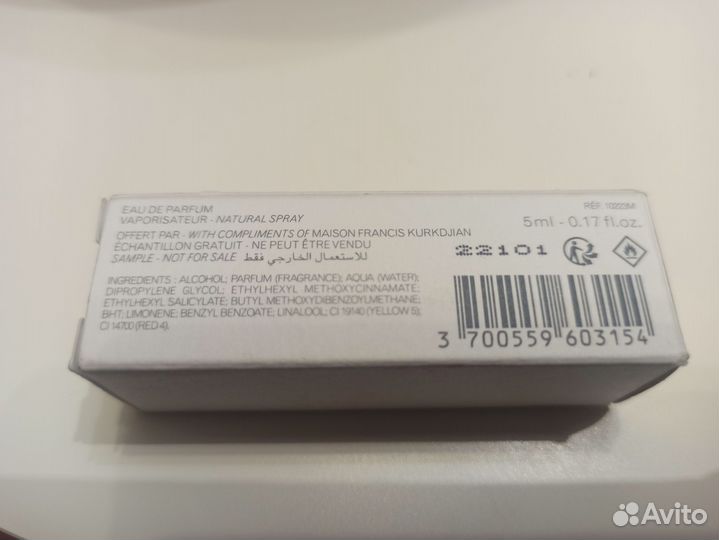 EAU DE PARFUM
VAPORISATEUR - NATURAL SPRAY
OFFERT PAR - WITH COMPLIMENTS OF MAISON FRANCIS KURKDJIAN
ÉCHANTILLON GRATUIT - NE PEUT ÊTRE VENDU
SAMPLE - NOT FOR SALE للاستعمال الخارجي فقط
RÉF. 10223MI
5ml - 0.17 fl.oz.
22101
INGREDIENTS : ALCOHOL; PARFUM (FRAGRANCE); AQUA (WATER);
DIPROPYLENE GLYCOL; ETHYLHEXYL METHOXYCINNAMATE;
ETHYLHEXYL SALICYLATE; BUTYL METHOXYDIBENZOYLMETHANE;
BHT; LIMONENE; BENZYL BENZOATE; LINALOOL; CI 19140 (YELLOW 5);
CI 14700 (RED 4).
3 700559 603154
Avito